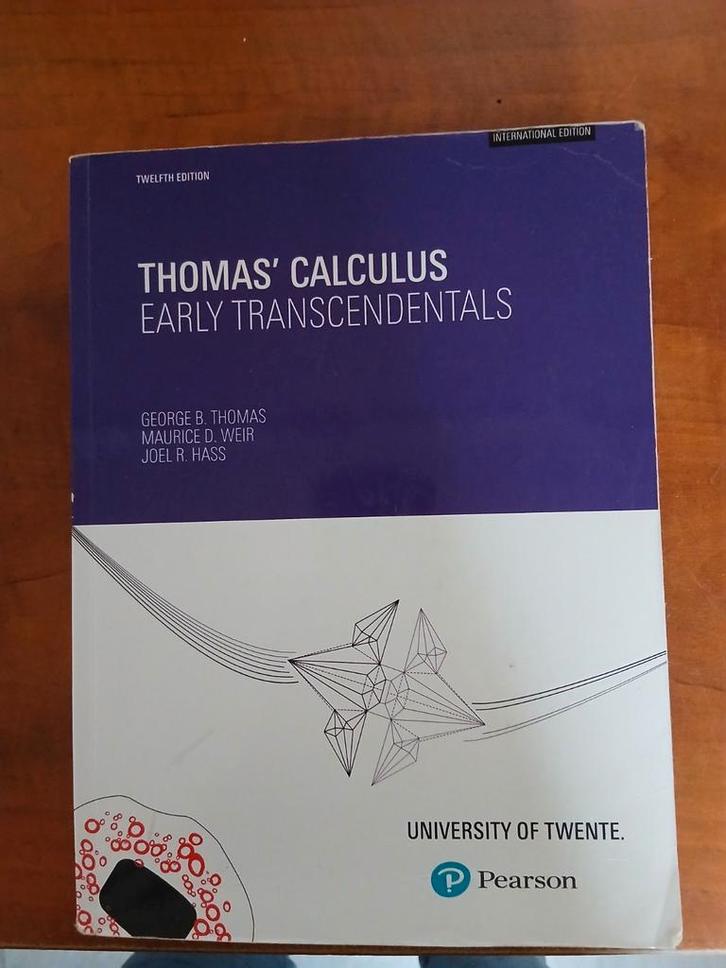 INTERNATIONAL EDITION
TWELFTH EDITION
THOMAS' CALCULUS
EARLY TRANSCENDENTALS
GEORGE B. THOMAS
MAURICE D. WEIR
JOEL R. HASS
UNIVERSITY OF TWENTE.
Pearson